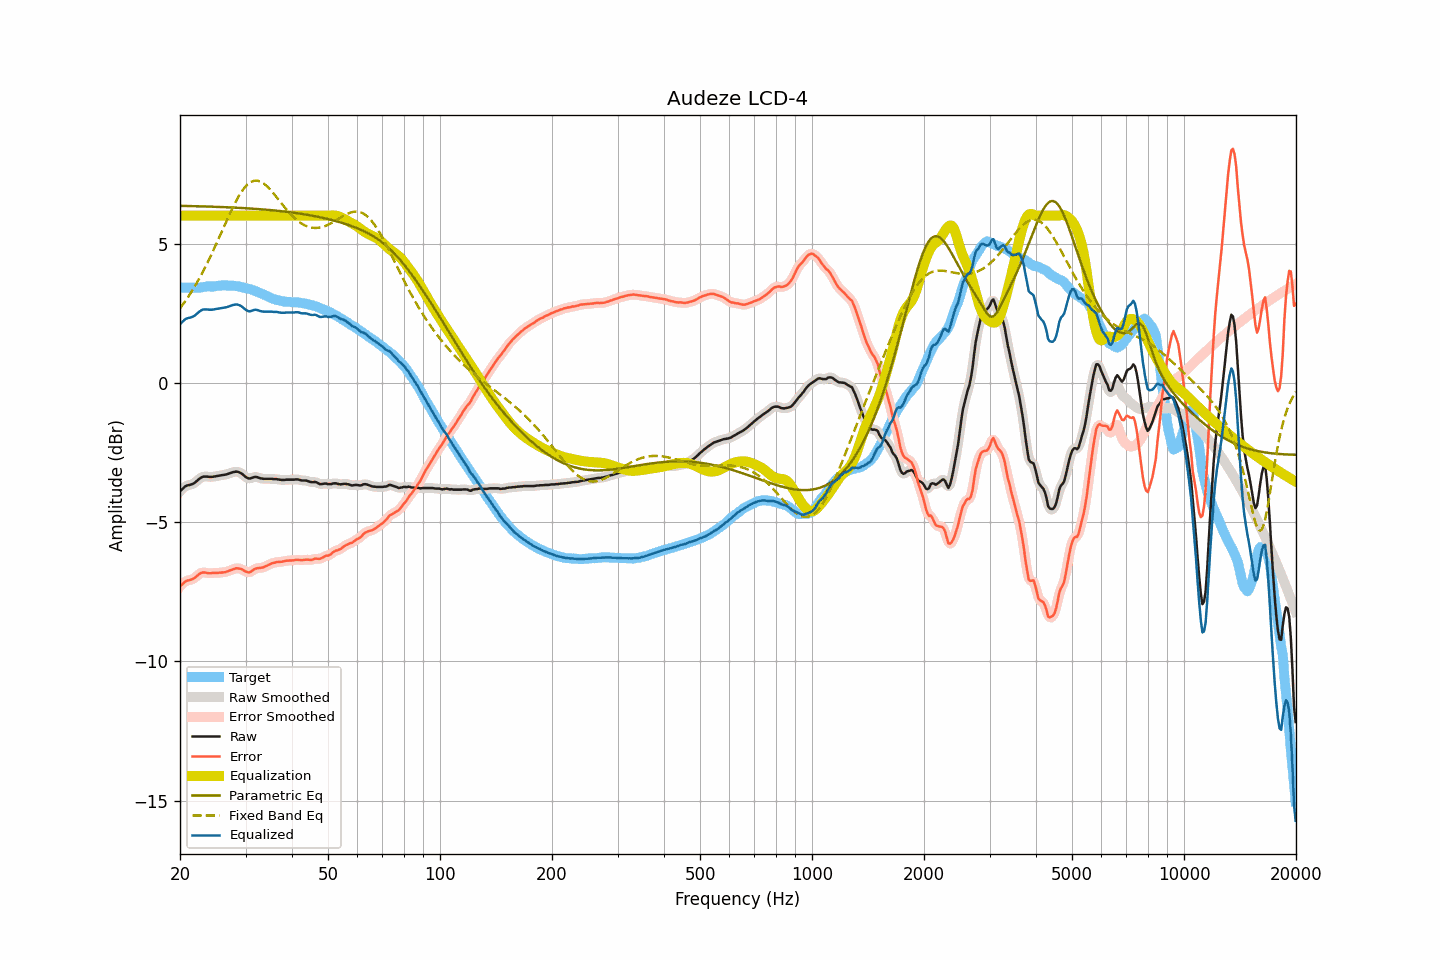 Audeze LCD-4
Amplitude (dBr)
5
0
−5
−10
−15
Target
Raw Smoothed
Error Smoothed
Raw
Error
Equalization
Parametric Eq
Fixed Band Eq
Equalized
20 50 100 200 500 1000 2000 5000 10000 20000
Frequency (Hz)